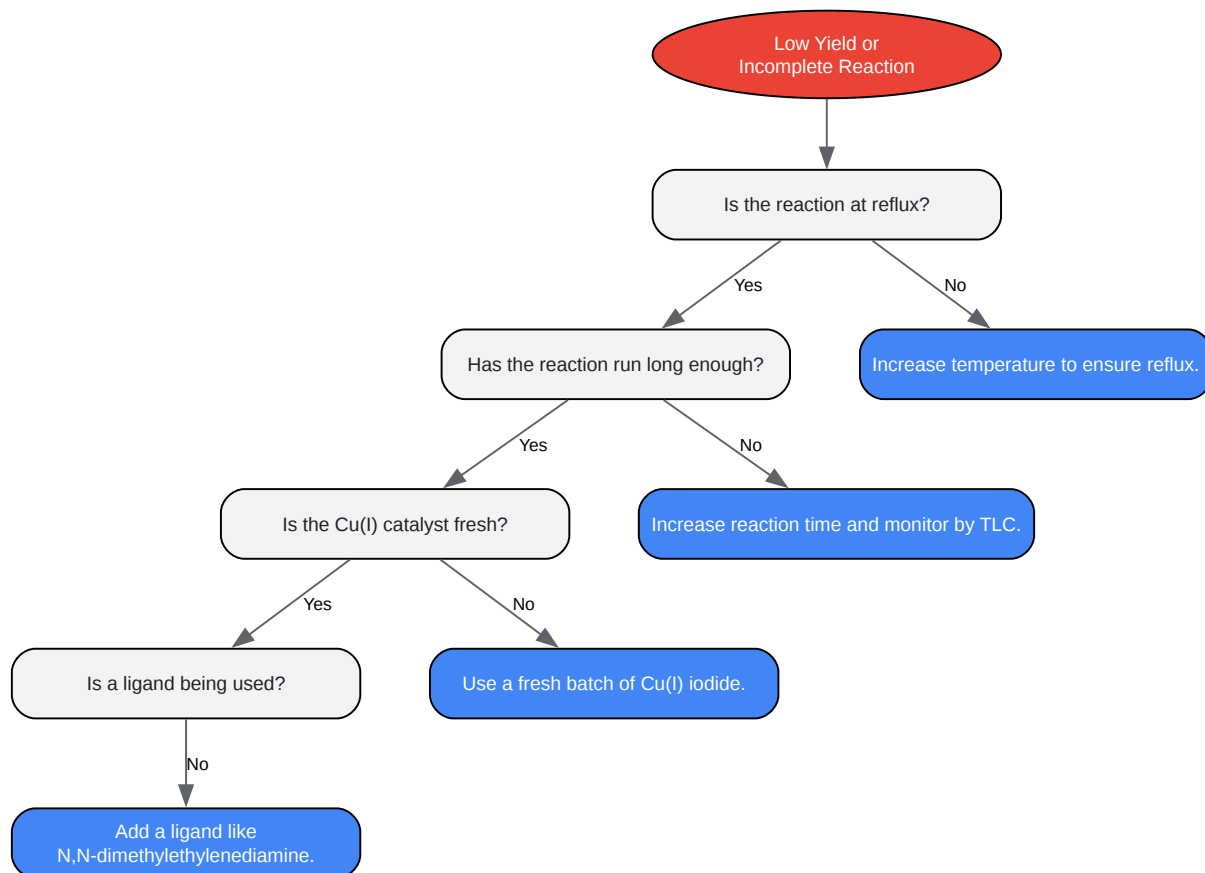 Low Yield or
Incomplete Reaction
Is the reaction at reflux?
Yes
No
Has the reaction run long enough?
Increase temperature to ensure reflux.
Yes
No
Is the Cu(I) catalyst fresh?
Increase reaction time and monitor by TLC.
Yes
No
Is a ligand being used?
Use a fresh batch of Cu(I) iodide.
No
Add a ligand like
N,N-dimethylethylenediamine.